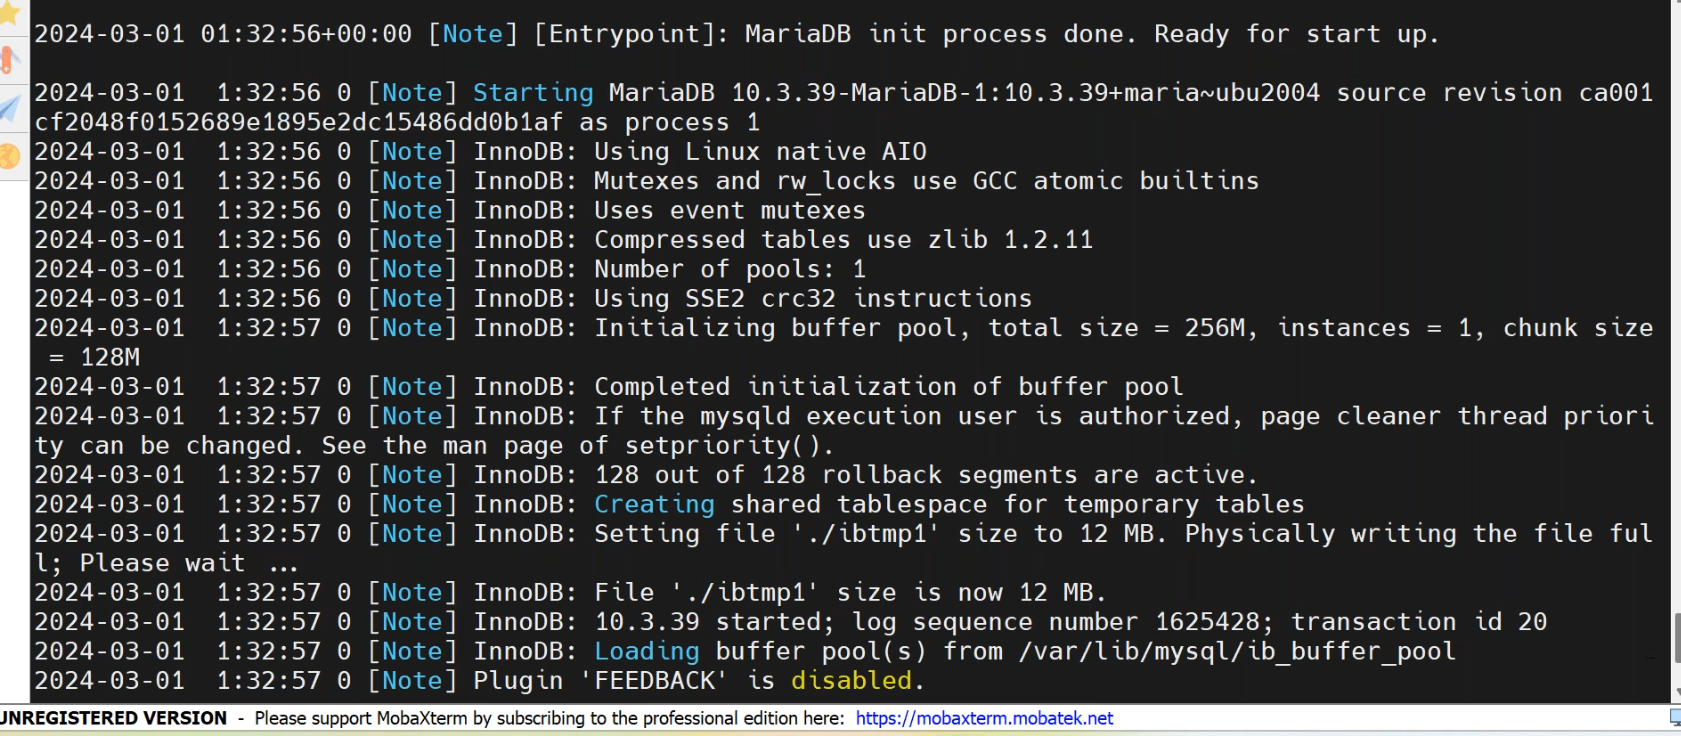 2024-03-01 01:32:56+00:00 [Note] [Entrypoint]: MariaDB init process done. Ready for start up.
2024-03-01  1:32:56 0 [Note] Starting MariaDB 10.3.39-MariaDB-1:10.3.39+maria~ubu2004 source revision ca001
cf2048f0152689e1895e2dc15486dd0b1af as process 1
2024-03-01  1:32:56 0 [Note] InnoDB: Using Linux native AIO
2024-03-01  1:32:56 0 [Note] InnoDB: Mutexes and rw_locks use GCC atomic builtins
2024-03-01  1:32:56 0 [Note] InnoDB: Uses event mutexes
2024-03-01  1:32:56 0 [Note] InnoDB: Compressed tables use zlib 1.2.11
2024-03-01  1:32:56 0 [Note] InnoDB: Number of pools: 1
2024-03-01  1:32:56 0 [Note] InnoDB: Using SSE2 crc32 instructions
2024-03-01  1:32:57 0 [Note] InnoDB: Initializing buffer pool, total size = 256M, instances = 1, chunk size
 = 128M
2024-03-01  1:32:57 0 [Note] InnoDB: Completed initialization of buffer pool
2024-03-01  1:32:57 0 [Note] InnoDB: If the mysqld execution user is authorized, page cleaner thread priori
ty can be changed. See the man page of setpriority().
2024-03-01  1:32:57 0 [Note] InnoDB: 128 out of 128 rollback segments are active.
2024-03-01  1:32:57 0 [Note] InnoDB: Creating shared tablespace for temporary tables
2024-03-01  1:32:57 0 [Note] InnoDB: Setting file './ibtmp1' size to 12 MB. Physically writing the file ful
l; Please wait ...
2024-03-01  1:32:57 0 [Note] InnoDB: File './ibtmp1' size is now 12 MB.
2024-03-01  1:32:57 0 [Note] InnoDB: 10.3.39 started; log sequence number 1625428; transaction id 20
2024-03-01  1:32:57 0 [Note] InnoDB: Loading buffer pool(s) from /var/lib/mysql/ib_buffer_pool
2024-03-01  1:32:57 0 [Note] Plugin 'FEEDBACK' is disabled.
UNREGISTERED VERSION - Please support MobaXterm by subscribing to the professional edition here: https://mobaxterm.mobatek.net